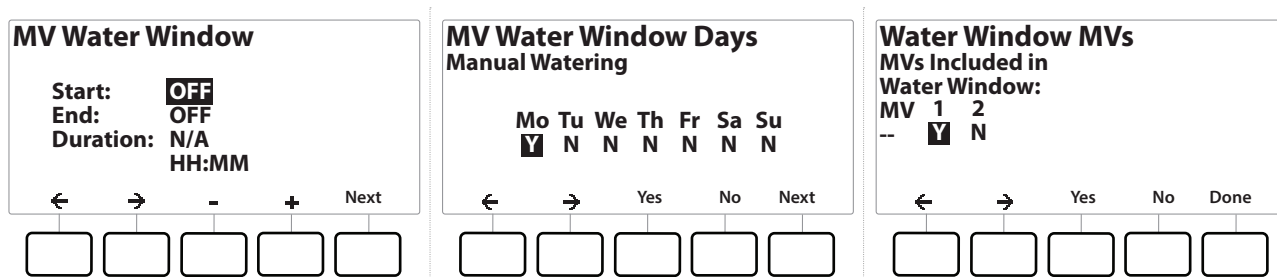 MV Water Window
Start: OFF
End: OFF
Duration: N/A
HH:MM
← → - + Next
MV Water Window Days
Manual Watering
Mo Tu We Th Fr Sa Su
Y N N N N N N
← → Yes No Next
Water Window MVs
MVs Included in
Water Window:
MV 1 2
-- Y N
← → Yes No Done